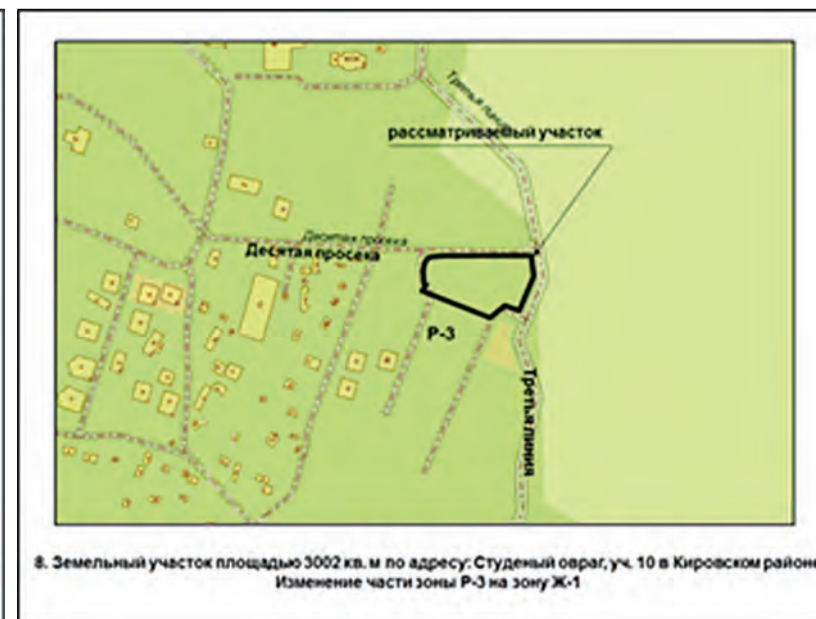 Третья линия
рассматриваемый участок
Десятая просека
Десятая просека
Р-3
Третья линия
8. Земельный участок площадью 3002 кв. м по адресу: Студеный овраг, уч. 10 в Кировском районе
Изменение части зоны Р-3 на зону Ж-1